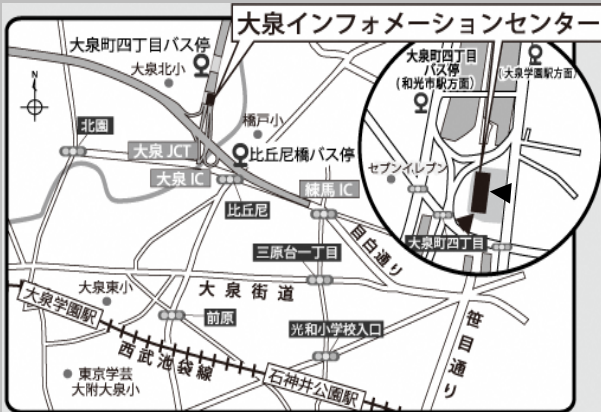 大泉インフォメーションセンター
大泉町四丁目バス停
大泉北小
N
北園
橋戸小
大泉JCT
大泉IC
比丘尼橋バス停
比丘尼
練馬IC
目白通り
三原台一丁目
大泉街道
大泉東小
前原
大泉学園駅
西武池袋線
光和小学校入口
笹目通り
石神井公園駅
東京学芸
大附大泉小
大泉町四丁目
バス停
(和光市駅方面)
(大泉学園駅方面)
セブンイレブン
大泉町四丁目